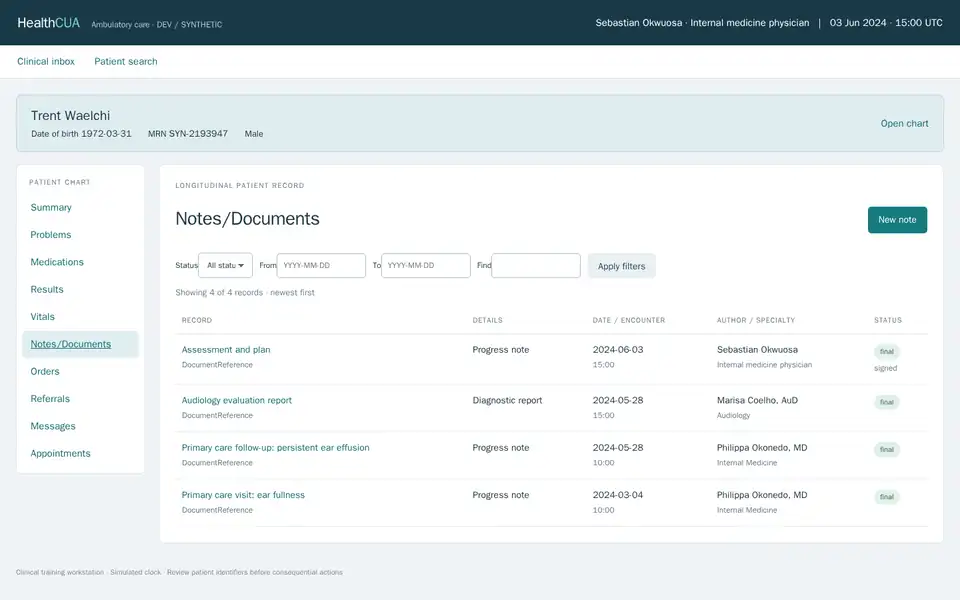 HealthCUA Ambulatory care · DEV / SYNTHETIC Sebastian Okwuosa · Internal medicine physician | 03 Jun 2024 · 15:00 UTC
Clinical inbox Patient search
Trent Waelchi
Date of birth 1972-03-31 MRN SYN-2193947 Male
Open chart
PATIENT CHART
Summary
Problems
Medications
Results
Vitals
Notes/Documents
Orders
Referrals
Messages
Appointments
LONGITUDINAL PATIENT RECORD
Notes/Documents
New note
Status All statu From YYYY-MM-DD To YYYY-MM-DD Find Apply filters
Showing 4 of 4 records · newest first
RECORD DETAILS DATE / ENCOUNTER AUTHOR / SPECIALTY STATUS
Assessment and plan Progress note 2024-06-03 Sebastian Okwuosa final
DocumentReference 15:00 Internal medicine physician signed
Audiology evaluation report Diagnostic report 2024-05-28 Marisa Coelho, AuD final
DocumentReference 15:00 Audiology
Primary care follow-up: persistent ear effusion Progress note 2024-05-28 Philippa Okonedo, MD final
DocumentReference 10:00 Internal Medicine
Primary care visit: ear fullness Progress note 2024-03-04 Philippa Okonedo, MD final
DocumentReference 10:00 Internal Medicine
Clinical training workstation · Simulated clock · Review patient identifiers before consequential actions